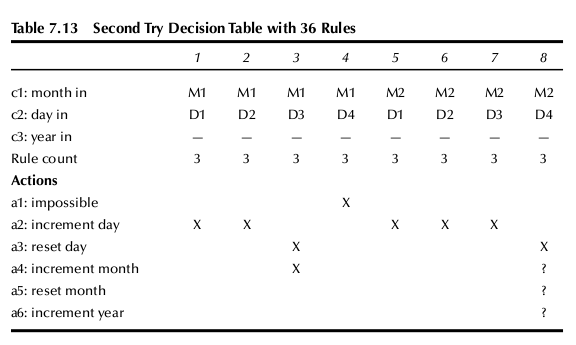 Table 7.13 Second Try Decision Table with 36 Rules
1 2 3 4 5 6 7 8
c1: month in M1 M1 M1 M1 M2 M2 M2 M2
c2: day in D1 D2 D3 D4 D1 D2 D3 D4
c3: year in — — — — — — — —
Rule count 3 3 3 3 3 3 3 3
Actions
a1: impossible X
a2: increment day X X X X X
a3: reset day X X
a4: increment month X ?
a5: reset month ?
a6: increment year ?